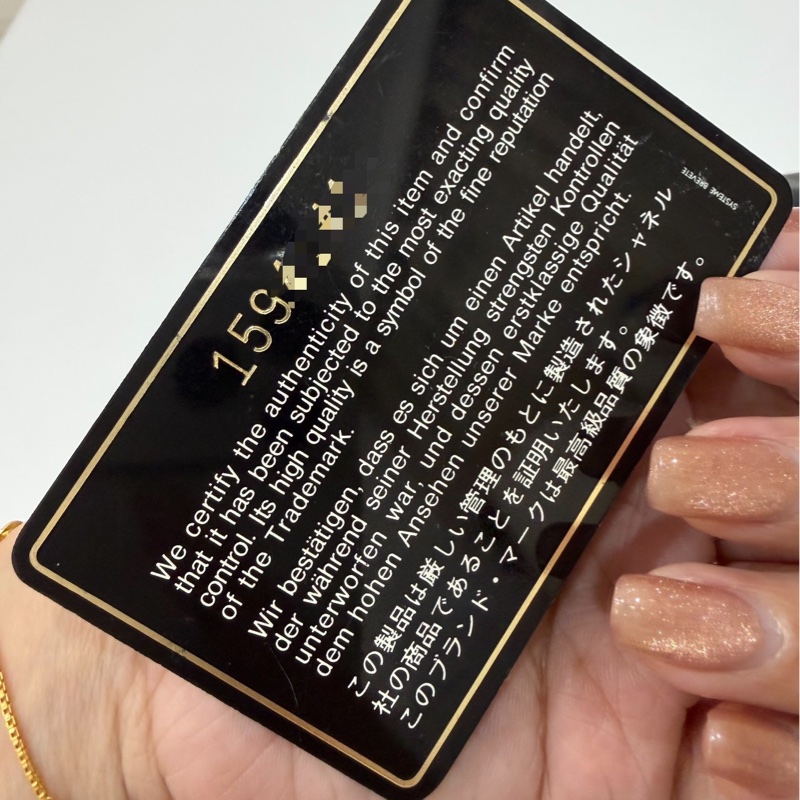 159
We certify the authenticity of this item and confirm
that it has been subjected to the most exacting quality
control. Its high quality is a symbol of the fine reputation
of the Trademark.
Wir bestätigen, dass es sich um einen Artikel handelt,
der während seiner Herstellung strengsten Kontrollen
unterworfen war, und dessen erstklassige Qualität
dem hohen Ansehen unserer Marke entspricht.
この製品は厳しい管理のもとに製造されたシャネル
社の商品であることを証明いたします。
このブランド・マークは最高級品質の象徴です。
SYSTEME BREVETE